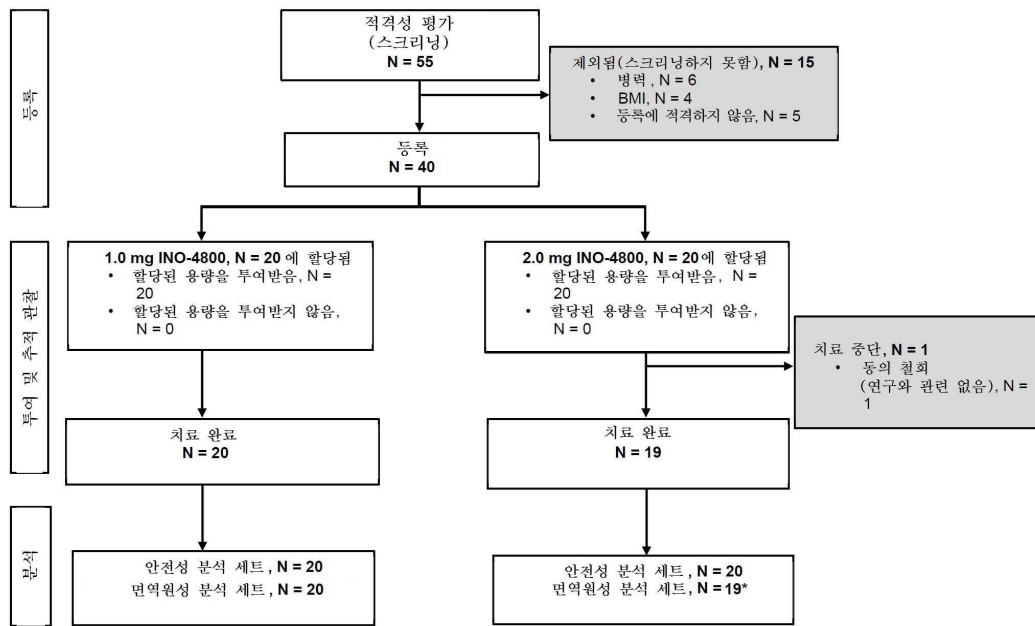 등록
적격성 평가
(스크리닝)
N = 55
제외됨(스크리닝하지 못함), N = 15
• 병력, N = 6
• BMI, N = 4
• 등록에 적격하지 않음, N = 5
등록
N = 40
투여 및 추적 관찰
1.0 mg INO-4800, N = 20에 할당됨
• 할당된 용량을 투여받음, N =
20
• 할당된 용량을 투여받지 않음,
N = 0
2.0 mg INO-4800, N = 20에 할당됨
• 할당된 용량을 투여받음, N =
20
• 할당된 용량을 투여받지 않음,
N = 0
치료 중단, N = 1
• 동의 철회
(연구와 관련 없음), N =
1
치료 완료
N = 20
치료 완료
N = 19
분석
안전성 분석 세트, N = 20
면역원성 분석 세트, N = 20
안전성 분석 세트, N = 20
면역원성 분석 세트, N = 19*